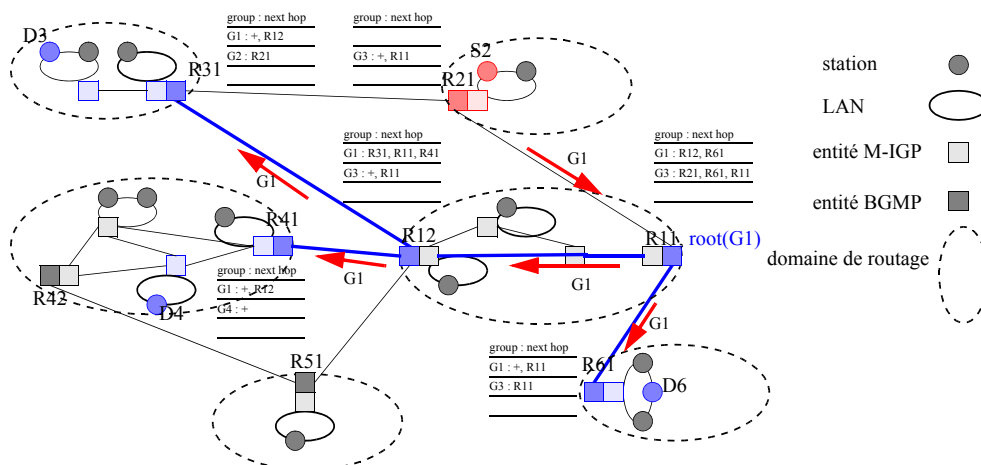 group : next hop
G1 : +, R12
G2 : R21
group : next hop
G3 : +, R11
D3
R31
S2
R21
station
LAN
entité M-IGP
entité BGMP
domaine de routage
group : next hop
G1 : R31, R11, R41
G3 : +, R11
group : next hop
G1 : R12, R61
G3 : R21, R61, R11
G1
G1
R41
R12
R11
root(G1)
G1
G1
R42
D4
group : next hop
G1 : +, R12
G4 : +
G1
R51
group : next hop
G1 : +, R11
G3 : R11
R61
D6